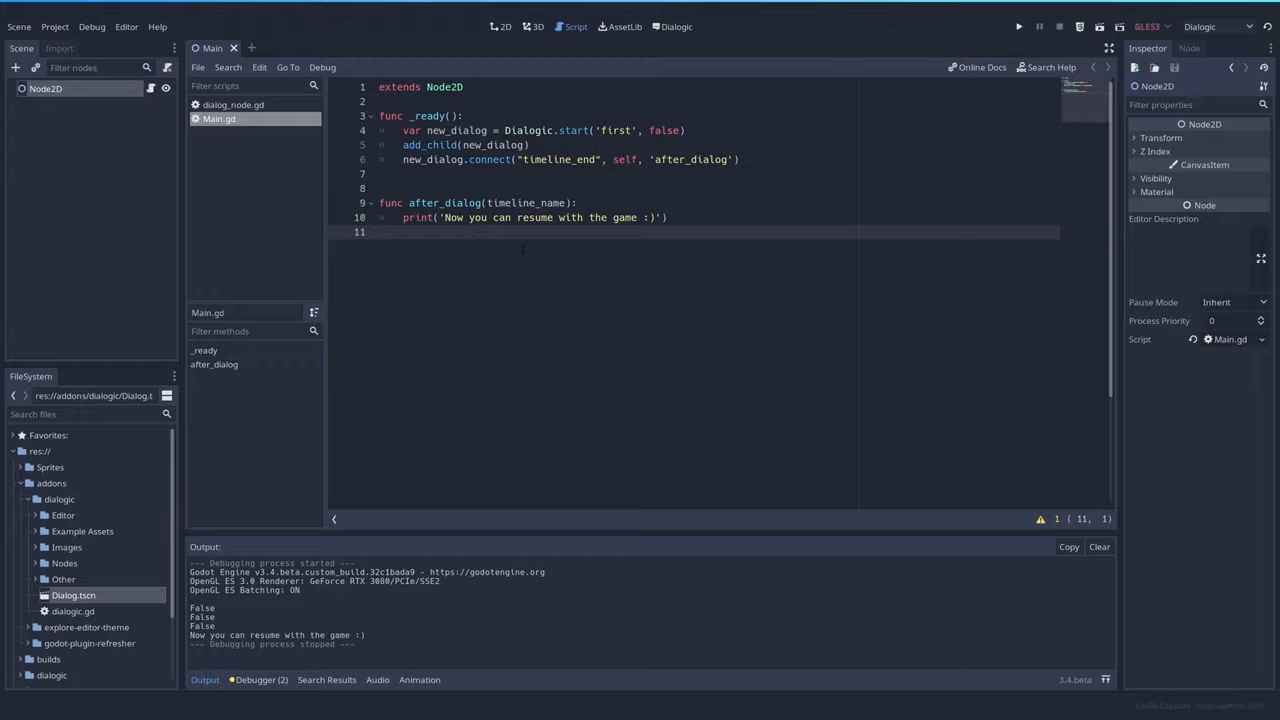 Scene Project Debug Editor Help
2D 3D Script AssetLib Dialogic
GLES3 Dialogic
Scene Import
Filter nodes
Node2D
Main
File Search Edit Go To Debug
Online Docs Search Help
Filter scripts
dialog_node.gd
Main.gd
Main.gd
Filter methods
_ready
after_dialog
1 extends Node2D
2
3 func _ready():
4 var new_dialog = Dialogic.start('first', false)
5 add_child(new_dialog)
6 new_dialog.connect("timeline_end", self, 'after_dialog')
7
8
9 func after_dialog(timeline_name):
10 print('Now you can resume with the game :)')
11
1 ( 11, 1)
Inspector Node
Node2D
Filter properties
Node2D
Transform
Z Index
CanvasItem
Visibility
Material
Node
Editor Description
Pause Mode Inherit
Process Priority 0
Script Main.gd
FileSystem
res://addons/dialogic/Dialog.t
Search files
Favorites:
res://
Sprites
addons
dialogic
Editor
Example Assets
Images
Nodes
Other
Dialog.tscn
dialogic.gd
explore-editor-theme
godot-plugin-refresher
builds
dialogic
Output:
Copy Clear
--- Debugging process started ---
Godot Engine v3.4.beta.custom_build.32c1bada9 - https://godotengine.org
OpenGL ES 3.0 Renderer: GeForce RTX 3080/PCIe/SSE2
OpenGL ES Batching: ON
False
False
False
Now you can resume with the game :)
--- Debugging process stopped ---
Output Debugger (2) Search Results Audio Animation
3.4.beta